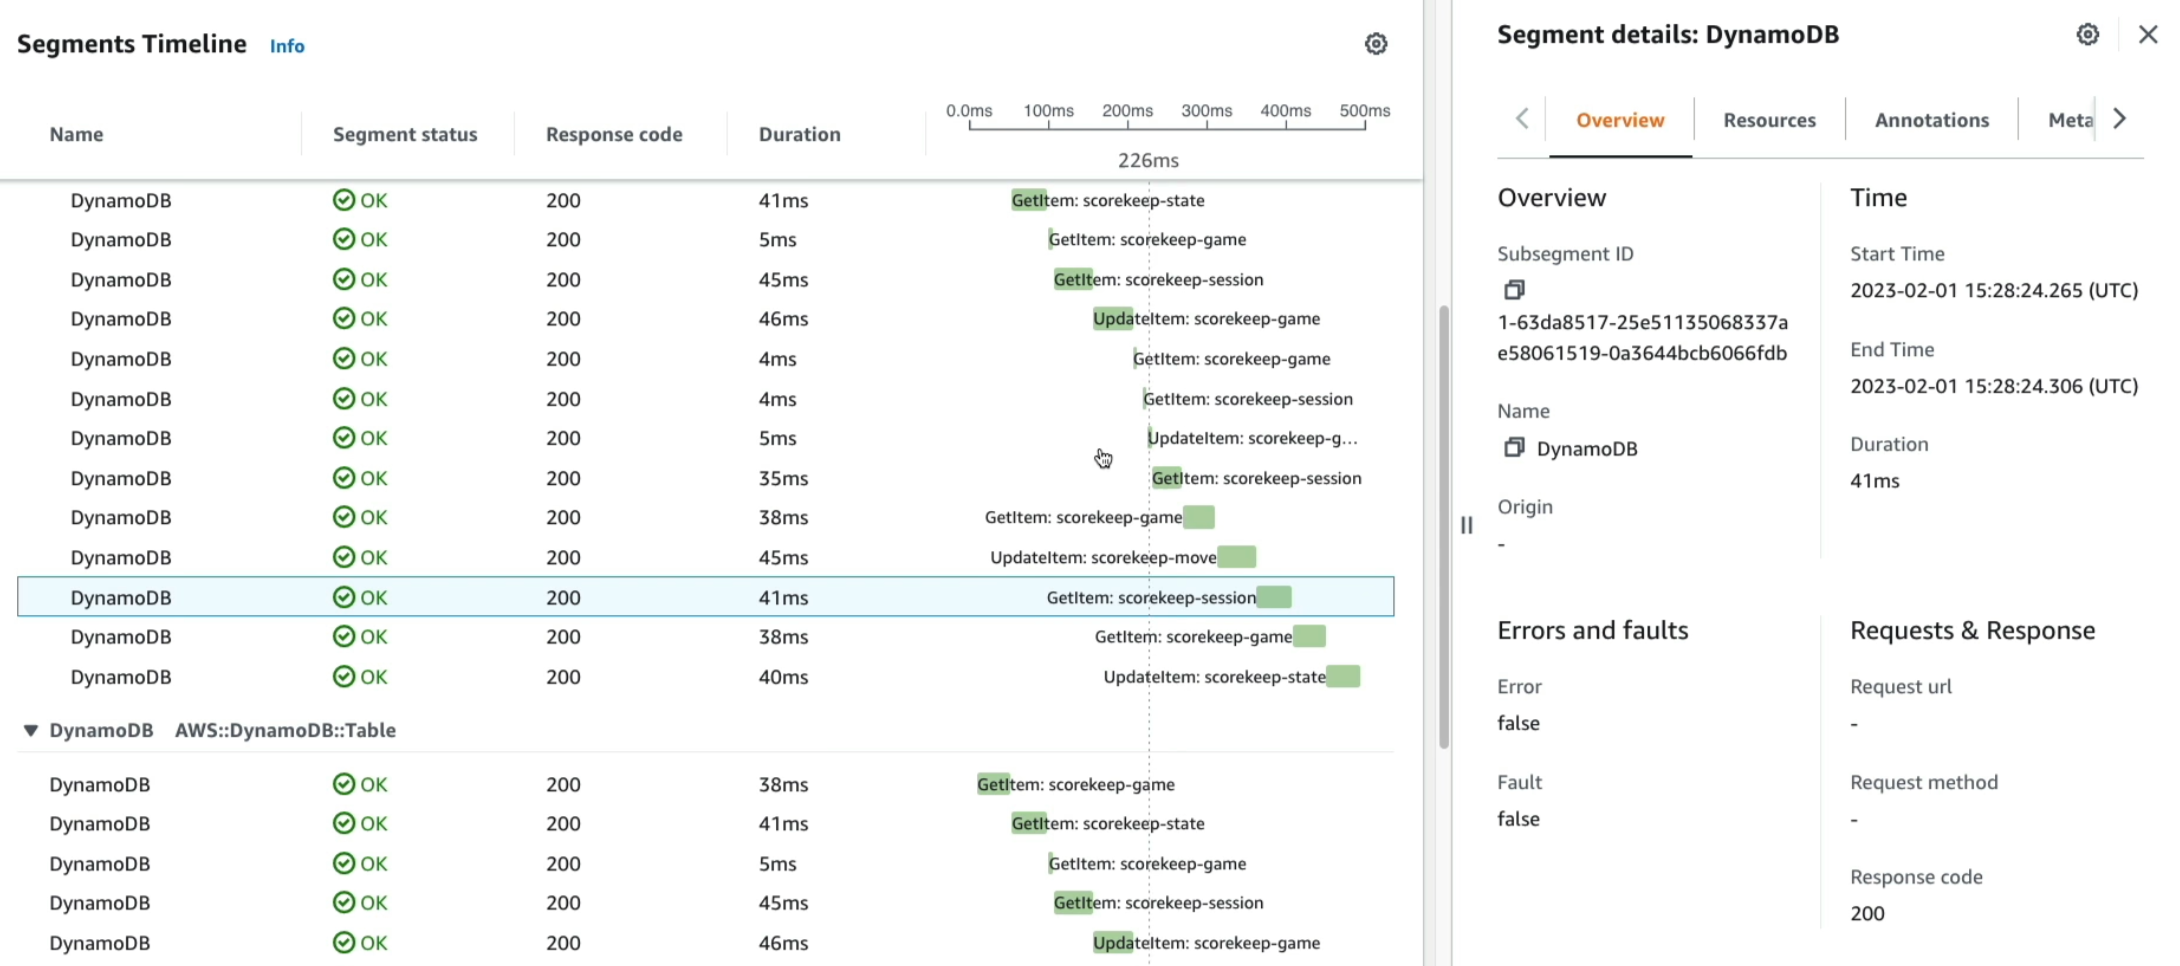 Segments Timeline Info
0.0ms 100ms 200ms 300ms 400ms 500ms
Name Segment status Response code Duration
226ms
DynamoDB OK 200 41ms GetItem: scorekeep-state
DynamoDB OK 200 5ms GetItem: scorekeep-game
DynamoDB OK 200 45ms GetItem: scorekeep-session
DynamoDB OK 200 46ms UpdateItem: scorekeep-game
DynamoDB OK 200 4ms GetItem: scorekeep-game
DynamoDB OK 200 4ms GetItem: scorekeep-session
DynamoDB OK 200 5ms UpdateItem: scorekeep-g...
DynamoDB OK 200 35ms GetItem: scorekeep-session
DynamoDB OK 200 38ms GetItem: scorekeep-game
DynamoDB OK 200 45ms UpdateItem: scorekeep-move
DynamoDB OK 200 41ms GetItem: scorekeep-session
DynamoDB OK 200 38ms GetItem: scorekeep-game
DynamoDB OK 200 40ms UpdateItem: scorekeep-state
DynamoDB AWS::DynamoDB::Table
DynamoDB OK 200 38ms GetItem: scorekeep-game
DynamoDB OK 200 41ms GetItem: scorekeep-state
DynamoDB OK 200 5ms GetItem: scorekeep-game
DynamoDB OK 200 45ms GetItem: scorekeep-session
DynamoDB OK 200 46ms UpdateItem: scorekeep-game
Segment details: DynamoDB
Overview Resources Annotations Meta
Overview
Subsegment ID
1-63da8517-25e51135068337a
e58061519-0a3644bcb6066fdb
Name
DynamoDB
Origin
-
Time
Start Time
2023-02-01 15:28:24.265 (UTC)
End Time
2023-02-01 15:28:24.306 (UTC)
Duration
41ms
Errors and faults
Error
false
Fault
false
Requests & Response
Request url
-
Request method
-
Response code
200